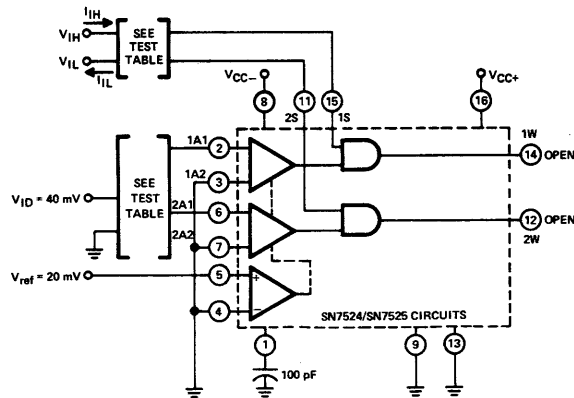 IIH
VIH
VIL
IIL
SEE
TEST
TABLE
VCC−
8
11
15
2S
1S
VCC+
16
1A1
2
1A2
3
2A1
6
2A2
7
VID = 40 mV
SEE
TEST
TABLE
Vref = 20 mV
5
+
4
−
1W
14 OPEN
12 OPEN
2W
SN7524/SN7525 CIRCUITS
1
9
13
100 pF